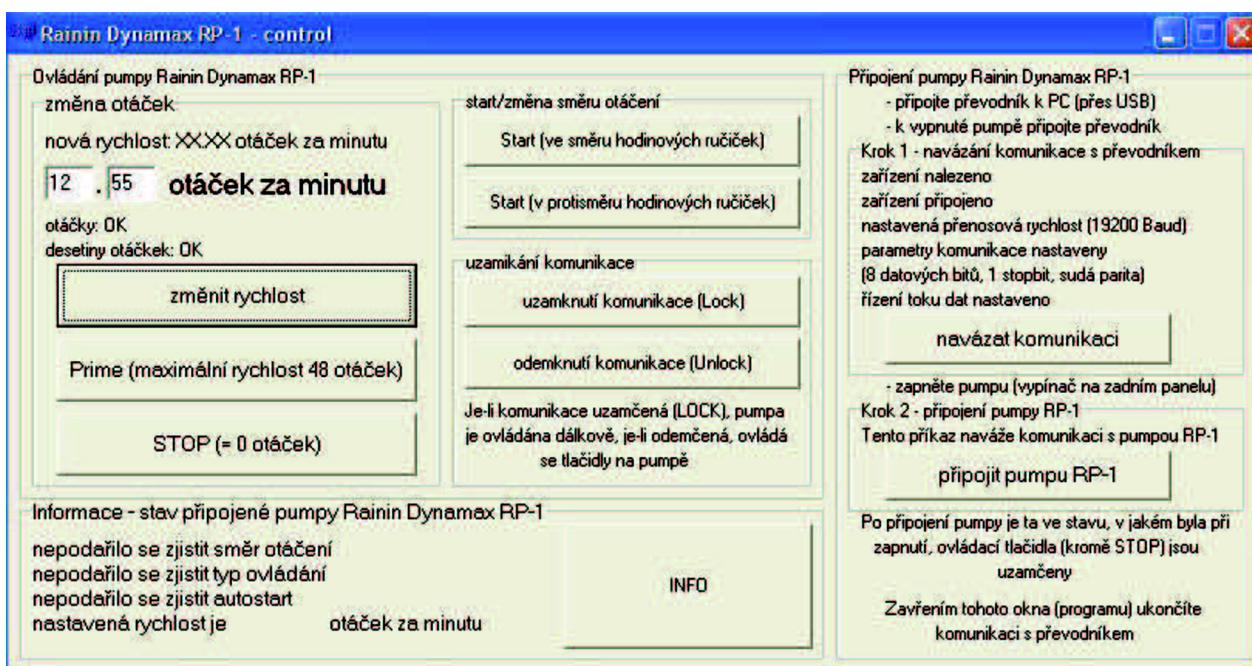 Rainin Dynamax RP-1 - control
Ovládání pumpy Rainin Dynamax RP-1
změna otáček
nová rychlost: XX.XX otáček za minutu
12 . 55 otáček za minutu
otáčky: OK
desetiny otáčkek: OK
změnit rychlost
Prime (maximální rychlost 48 otáček)
STOP (= 0 otáček)
start/změna směru otáčení
Start (ve směru hodinových ručiček)
Start (v protisměru hodinových ručiček)
uzamikání komunikace
uzamknutí komunikace (Lock)
odemknutí komunikace (Unlock)
Je-li komunikace uzamčená (LOCK), pumpa
je ovládána dálkově, je-li odemčená, ovládá
se tlačidly na pumpě
Informace - stav připojené pumpy Rainin Dynamax RP-1
nepodařilo se zjistit směr otáčení
nepodařilo se zjistit typ ovládání
nepodařilo se zjistit autostart
nastavená rychlost je otáček za minutu
INFO
Připojení pumpy Rainin Dynamax RP-1
- připojte převodník k PC (přes USB)
- k vypnuté pumpě připojte převodník
Krok 1 - navázání komunikace s převodníkem
zařízení nalezeno
zařízení připojeno
nastavená přenosová rychlost (19200 Baud)
parametry komunikace nastaveny
(8 datových bitů, 1 stopbit, sudá parita)
řízení toku dat nastaveno
navázat komunikaci
- zapněte pumpu (vypínač na zadním panelu)
Krok 2 - připojení pumpy RP-1
Tento příkaz naváže komunikaci s pumpou RP-1
připojit pumpu RP-1
Po připojení pumpy je ta ve stavu, v jakém byla při
zapnutí, ovládací tlačidla (kromě STOP) jsou
uzamčeny
Zavřením tohoto okna (programu) ukončíte
komunikaci s převodníkem